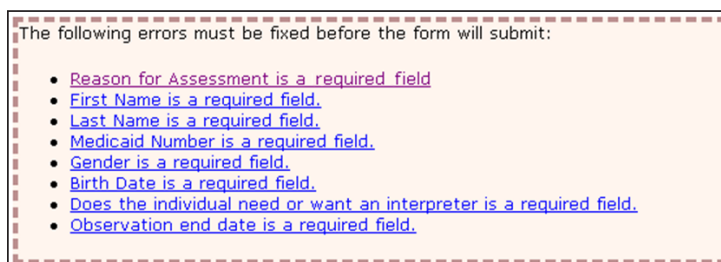 The following errors must be fixed before the form will submit:
Reason for Assessment is a required field
First Name is a required field.
Last Name is a required field.
Medicaid Number is a required field.
Gender is a required field.
Birth Date is a required field.
Does the individual need or want an interpreter is a required field.
Observation end date is a required field.